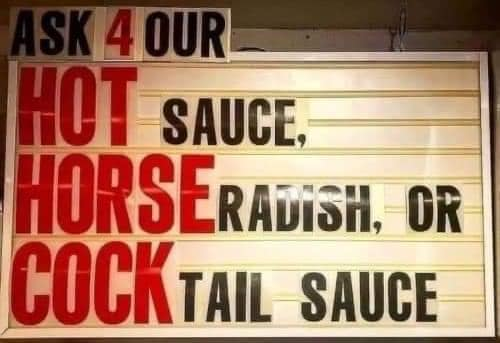 ASK 4 OUR
HOT SAUCE,
HORSERADISH, OR
COCKTAIL SAUCE